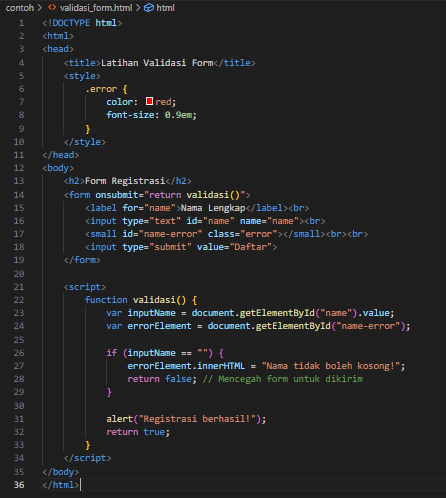 contoh > validasi_form.html > html
1 <!DOCTYPE html>
2 <html>
3 <head>
4 <title>Latihan Validasi Form</title>
5 <style>
6 .error {
7 color: red;
8 font-size: 0.9em;
9 }
10 </style>
11 </head>
12 <body>
13 <h2>Form Registrasi</h2>
14 <form onsubmit="return validasi()">
15 <label for="name">Nama Lengkap</label><br>
16 <input type="text" id="name" name="name"><br>
17 <small id="name-error" class="error"></small><br><br>
18 <input type="submit" value="Daftar">
19 </form>
20
21 <script>
22 function validasi() {
23 var inputName = document.getElementById("name").value;
24 var errorElement = document.getElementById("name-error");
25
26 if (inputName == "") {
27 errorElement.innerHTML = "Nama tidak boleh kosong!";
28 return false; // Mencegah form untuk dikirim
29 }
30
31 alert("Registrasi berhasil!");
32 return true;
33 }
34 </script>
35 </body>
36 </html>